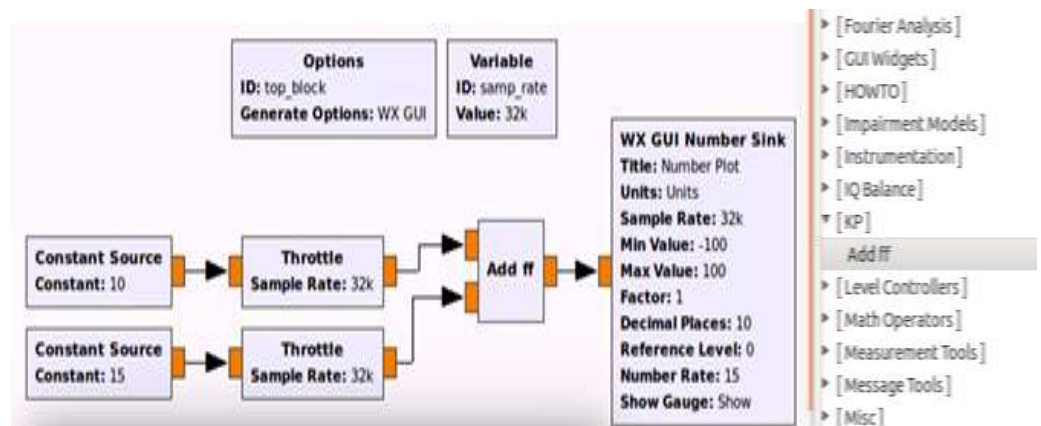 Options
ID: top_block
Generate Options: WX GUI
Variable
ID: samp_rate
Value: 32k
WX GUI Number Sink
Title: Number Plot
Units: Units
Sample Rate: 32k
Min Value: -100
Max Value: 100
Factor: 1
Decimal Places: 10
Reference Level: 0
Number Rate: 15
Show Gauge: Show
Constant Source
Constant: 10
Throttle
Sample Rate: 32k
Add ff
Constant Source
Constant: 15
Throttle
Sample Rate: 32k
[Fourier Analysis]
[GUI Widgets]
[HOWTO]
[Impairment Models]
[Instrumentation]
[IQ Balance]
[KP]
Add ff
[Level Controllers]
[Math Operators]
[Measurement Tools]
[Message Tools]
[Misc]